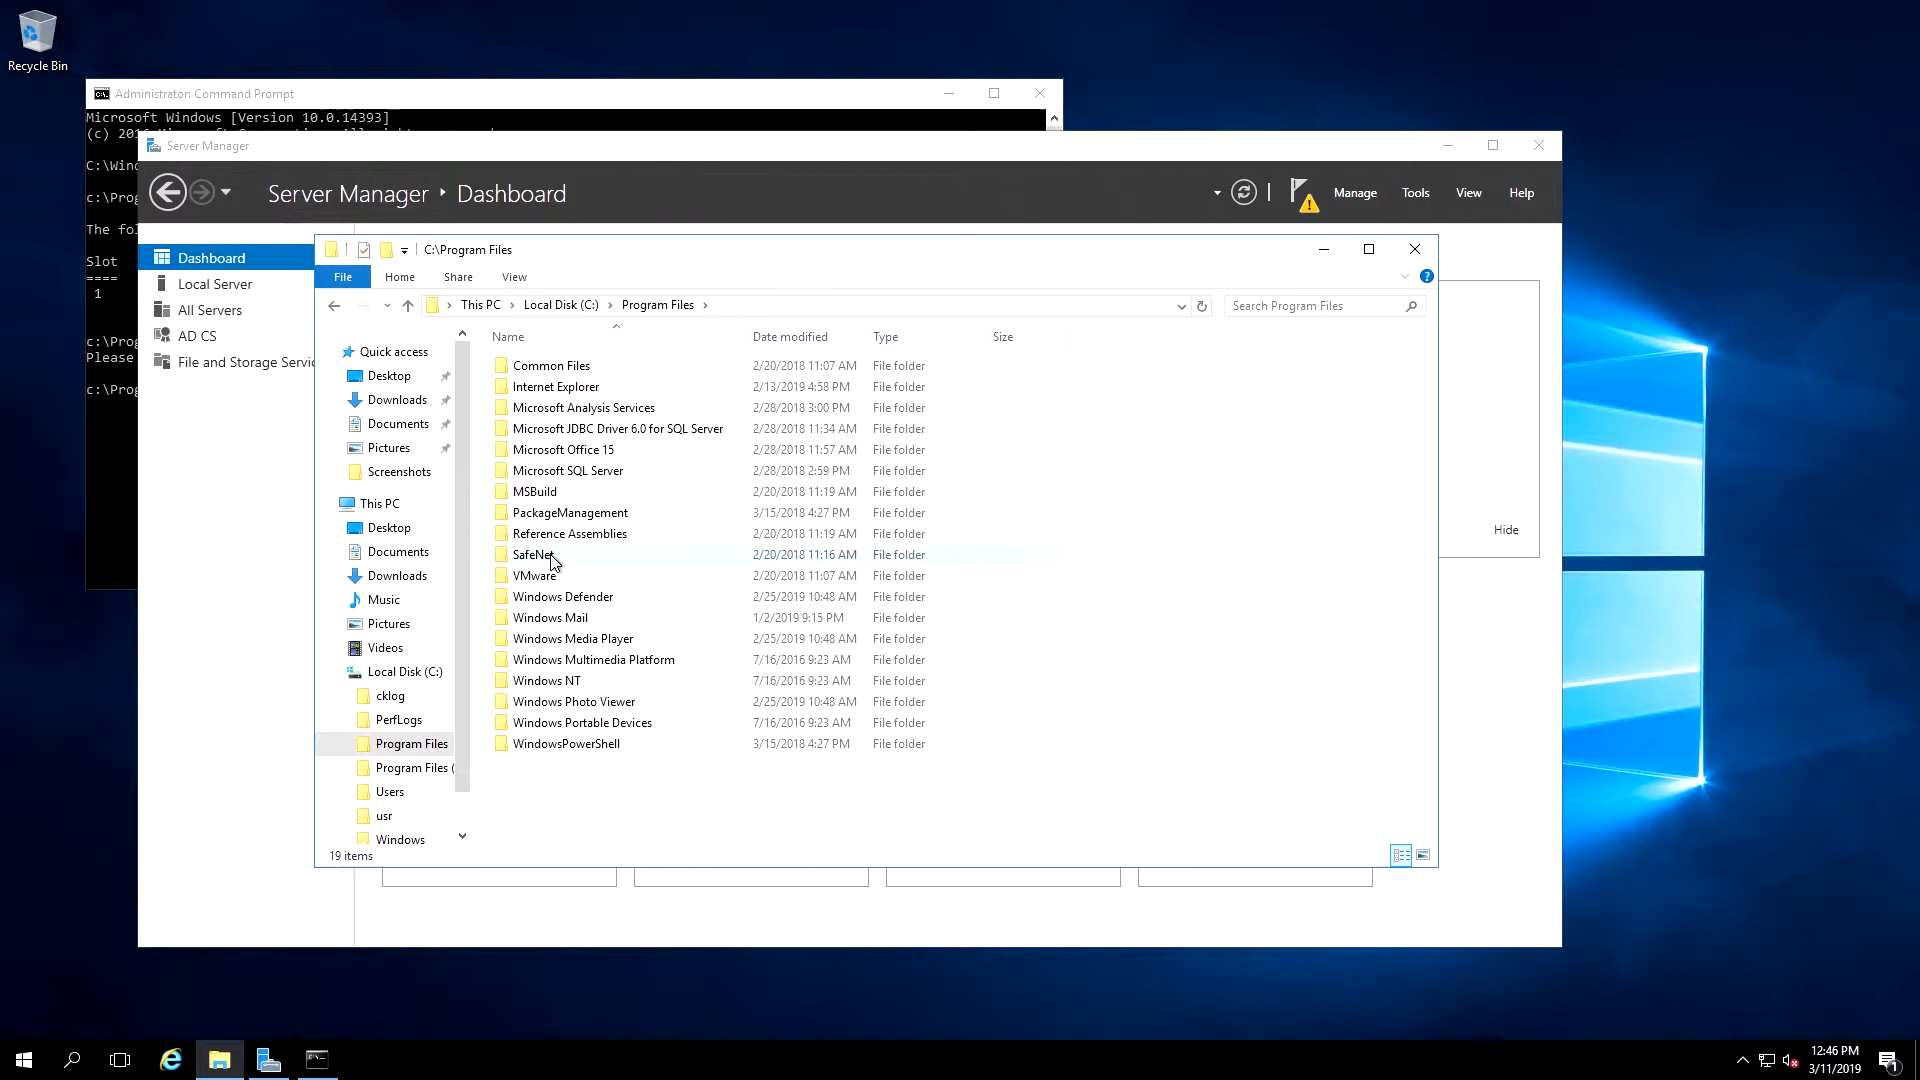 Recycle Bin
Administrator: Command Prompt
Microsoft Windows [Version 10.0.14393]
Server Manager
Server Manager Dashboard
Manage Tools View Help
Slot
====
1
Please
Dashboard
Local Server
All Servers
AD CS
File and Storage
C:\Program Files
File Home Share View
This PC Local Disk (C:) Program Files
Search Program Files
Name Date modified Type Size
Quick access
Desktop
Downloads
Documents
Pictures
Screenshots
This PC
Desktop
Documents
Downloads
Music
Pictures
Videos
Local Disk (C:)
cklog
PerfLogs
Program Files
Program Files (
Users
usr
Windows
Common Files 2/20/2018 11:07 AM File folder
Internet Explorer 2/13/2019 4:58 PM File folder
Microsoft Analysis Services 2/28/2018 3:00 PM File folder
Microsoft JDBC Driver 6.0 for SQL Server 2/28/2018 11:34 AM File folder
Microsoft Office 15 2/28/2018 11:57 AM File folder
Microsoft SQL Server 2/28/2018 2:59 PM File folder
MSBuild 2/20/2018 11:19 AM File folder
PackageManagement 3/15/2018 4:27 PM File folder
Reference Assemblies 2/20/2018 11:19 AM File folder
SafeNet 2/20/2018 11:16 AM File folder
VMware 2/20/2018 11:07 AM File folder
Windows Defender 2/25/2019 10:48 AM File folder
Windows Mail 1/2/2019 9:15 PM File folder
Windows Media Player 2/25/2019 10:48 AM File folder
Windows Multimedia Platform 7/16/2016 9:23 AM File folder
Windows NT 7/16/2016 9:23 AM File folder
Windows Photo Viewer 2/25/2019 10:48 AM File folder
Windows Portable Devices 7/16/2016 9:23 AM File folder
WindowsPowerShell 3/15/2018 4:27 PM File folder
19 items
Hide
12:46 PM
3/11/2019
1